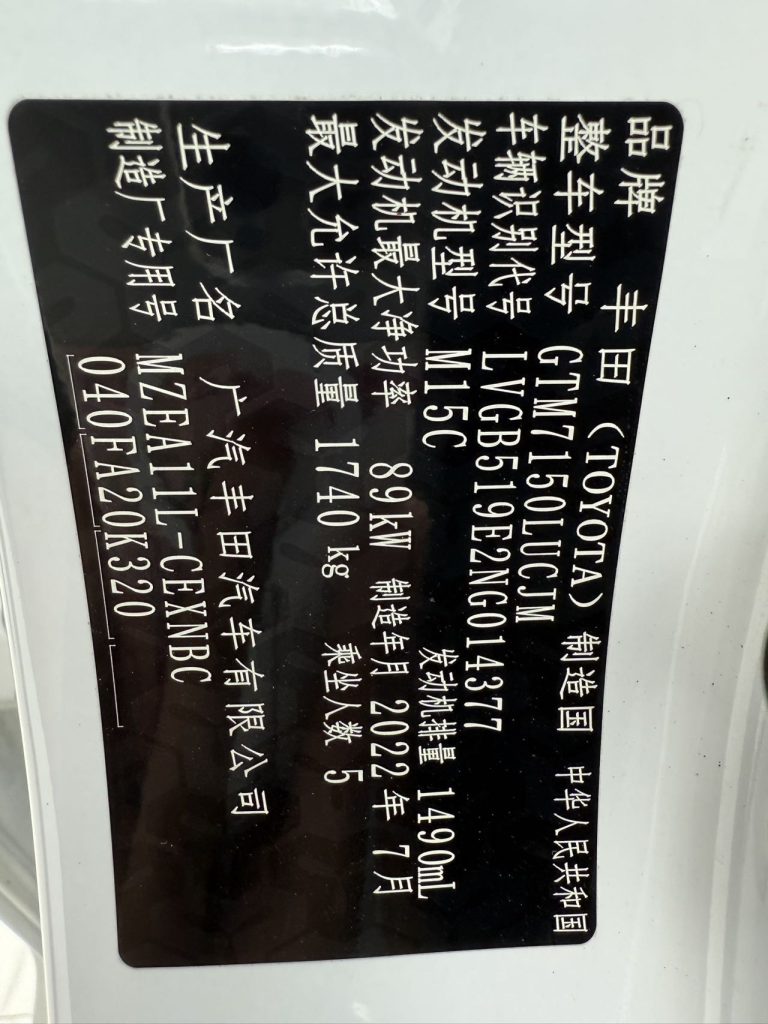 品牌 丰田 (TOYOTA) 制造国 中华人民共和国
整车型号 GTM7150LUCJM
车辆识别代号 LVGB519E2NG014377
发动机型号 M15C 发动机排量 1490mL
发动机最大净功率 89kW 制造年月 2022年7月
最大允许总质量 1740 kg 乘坐人数 5
生产厂名 广汽丰田汽车有限公司
制造厂专用号 MZEA11L-CEXNBC
040FA20K320